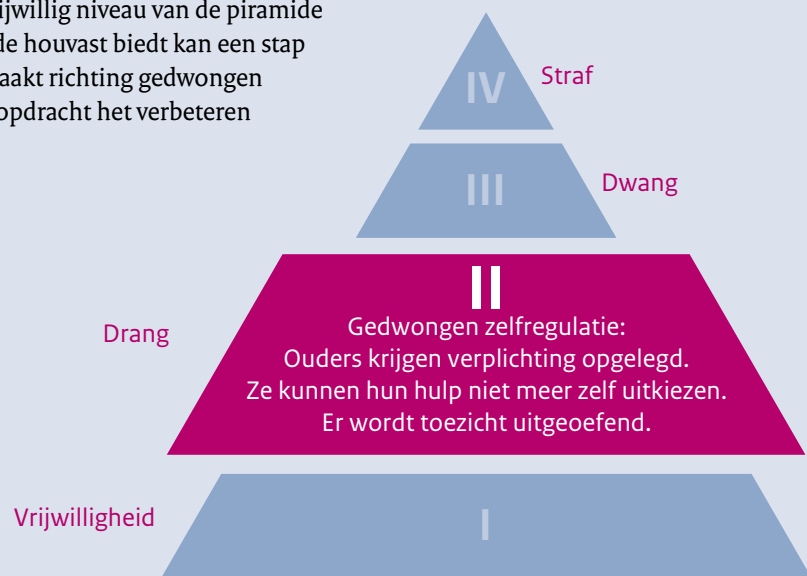 ijwillig niveau van de piramide
de houvast biedt kan een stap
aakt richting gedwongen
opdracht het verbeteren
IV
Straf
III
Dwang
II
Drang
Gedwongen zelfregulatie:
Ouders krijgen verplichting opgelegd.
Ze kunnen hun hulp niet meer zelf uitkiezen.
Er wordt toezicht uitgeoefend.
Vrijwilligheid
I